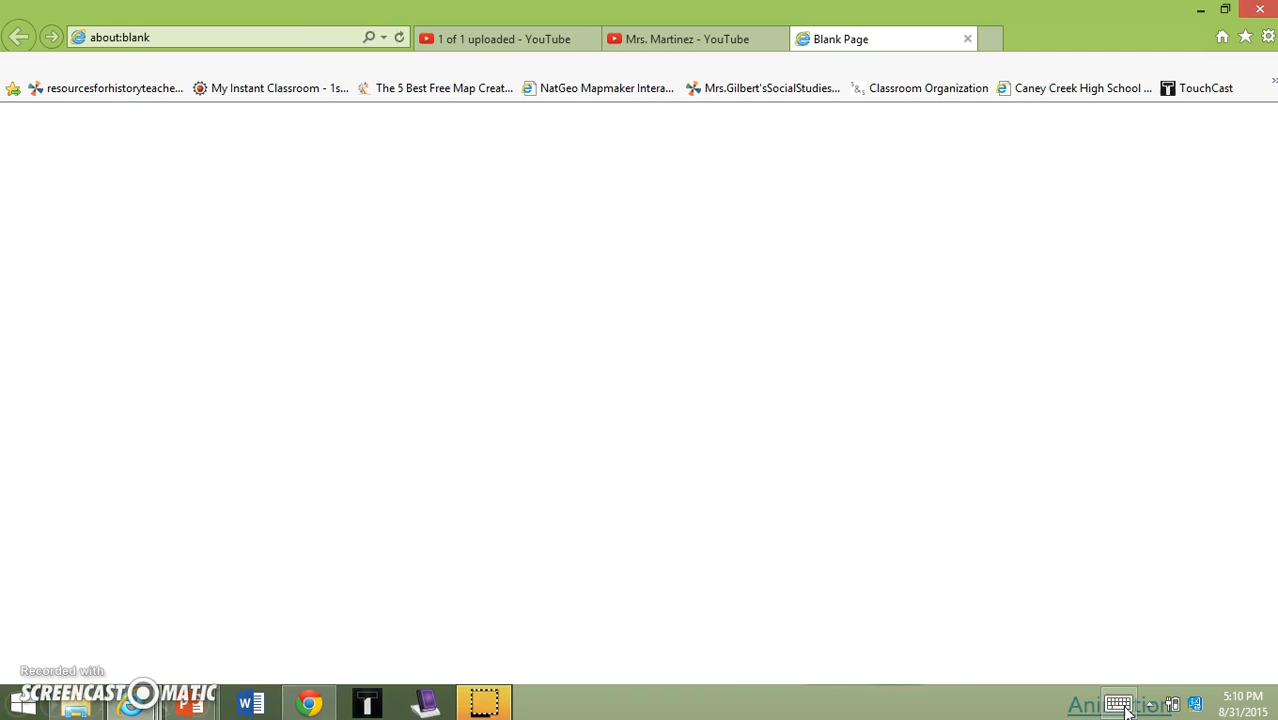 about:blank
1 of 1 uploaded - YouTube
Mrs. Martinez - YouTube
Blank Page
resourcesforhistoryteache...
My Instant Classroom - 1s...
The 5 Best Free Map Creat...
NatGeo Mapmaker Intera...
Mrs.Gilbert'sSocialStudies...
Classroom Organization
Caney Creek High School ...
TouchCast
Recorded with
SCREENCAST MATIC
Animation
5:10 PM
8/31/2015